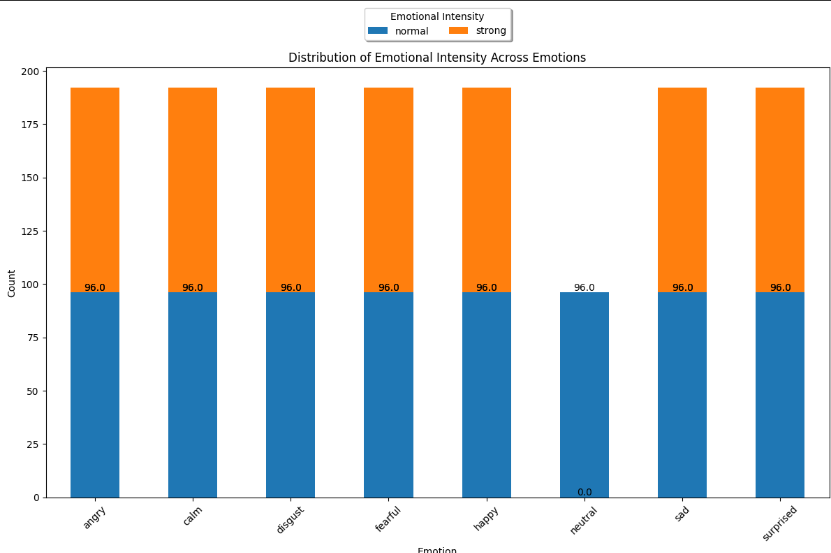 Emotional Intensity
normal strong
Distribution of Emotional Intensity Across Emotions
200
175
150
125
100
75
50
25
0
Count
96.0 96.0 96.0 96.0 96.0 96.0 96.0 96.0
0.0
angry calm disgust fearful happy neutral sad surprised
Emotion